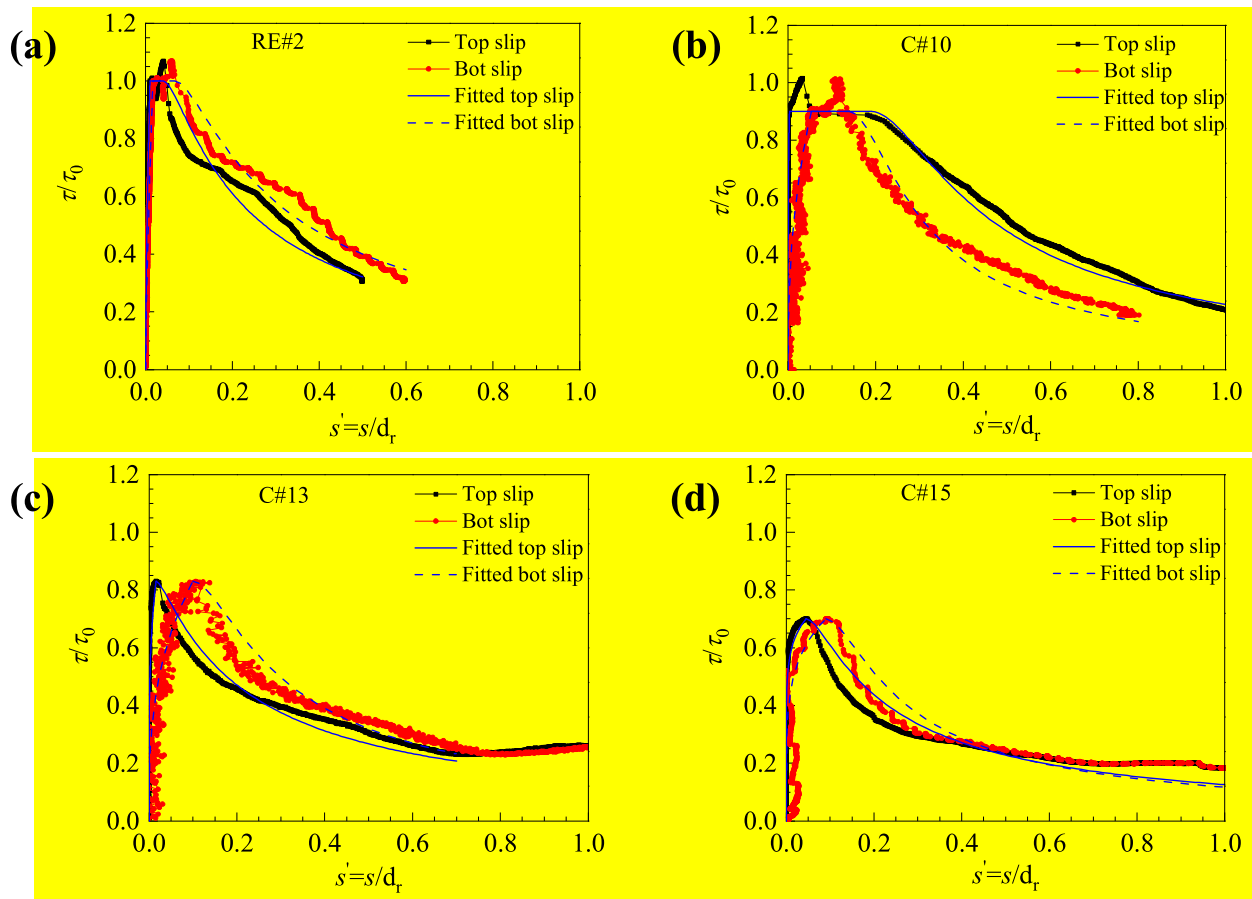 (a)
RE#2
Top slip
Bot slip
Fitted top slip
Fitted bot slip
τ/τ0
1.2
1.0
0.8
0.6
0.4
0.2
0.0
0.0 0.2 0.4 0.6 0.8 1.0
s'=s/dr
(b)
C#10
Top slip
Bot slip
Fitted top slip
Fitted bot slip
τ/τ0
1.2
1.0
0.8
0.6
0.4
0.2
0.0
0.0 0.2 0.4 0.6 0.8 1.0
s'=s/dr
(c)
C#13
Top slip
Bot slip
Fitted top slip
Fitted bot slip
τ/τ0
1.2
1.0
0.8
0.6
0.4
0.2
0.0
0.0 0.2 0.4 0.6 0.8 1.0
s'=s/dr
(d)
C#15
Top slip
Bot slip
Fitted top slip
Fitted bot slip
τ/τ0
1.2
1.0
0.8
0.6
0.4
0.2
0.0
0.0 0.2 0.4 0.6 0.8 1.0
s'=s/dr